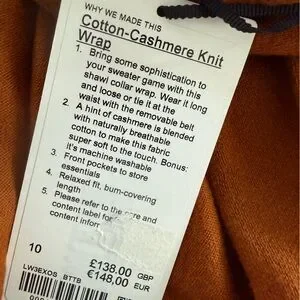 WHY WE MADE THIS
Cotton-Cashmere Knit
Wrap
1. Bring some sophistication to
your sweater game with this
shawl collar wrap. Wear it long
and loose or tie it at the
waist with the removable belt
2. A hint of cashmere is blended
with naturally breathable
cotton to make this fabric
super soft to the touch. Bonus:
it's machine washable
3. Front pockets to store
essentials
4. Relaxed fit, bum-covering
length
5. Please refer to the care and
content label for
content inform
10
£138.00 GBP
€148.00 EUR
LW3EXOS BTTB